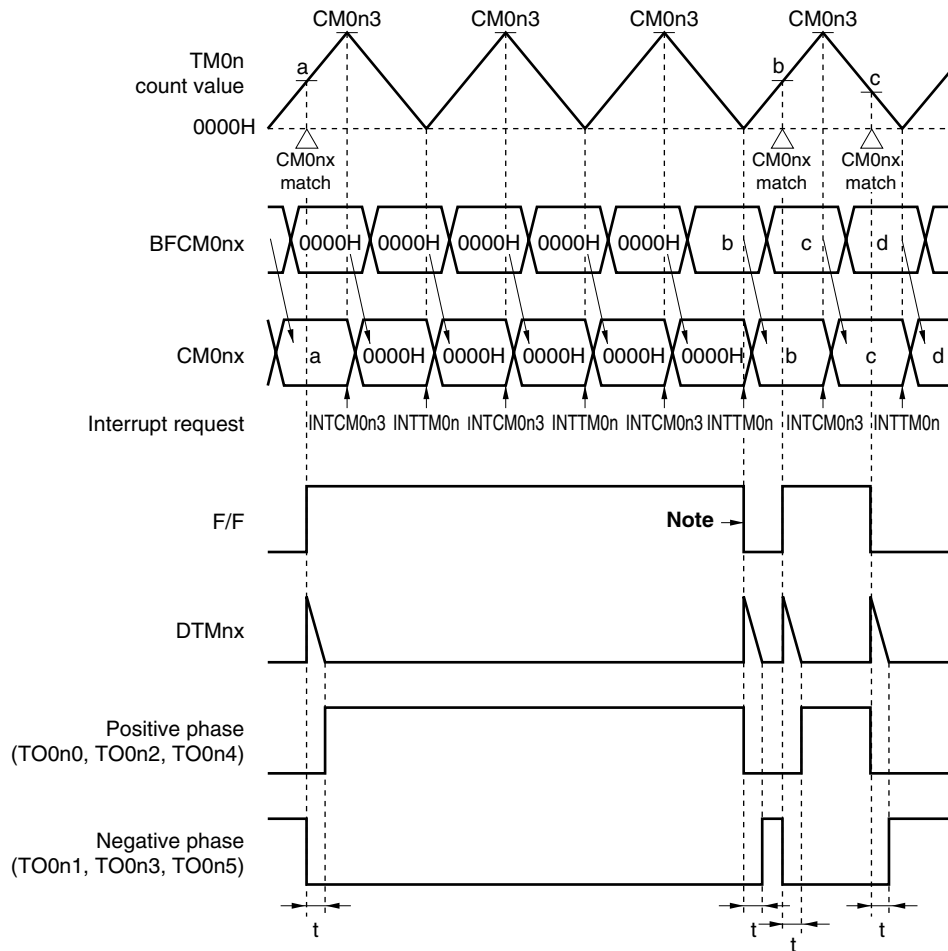 CM0n3 CM0n3 CM0n3 CM0n3
TM0n
count value
a b c
0000H
CM0nx
match
CM0nx
match
CM0nx
match
BFCM0nx 0000H 0000H 0000H 0000H 0000H b c d
CM0nx a 0000H 0000H 0000H 0000H 0000H b c d
Interrupt request INTCM0n3 INTTM0n INTCM0n3 INTTM0n INTCM0n3 INTTM0n INTCM0n3 INTTM0n
F/F Note
DTMnx
Positive phase
(TO0n0, TO0n2, TO0n4)
Negative phase
(TO0n1, TO0n3, TO0n5)
t t t t